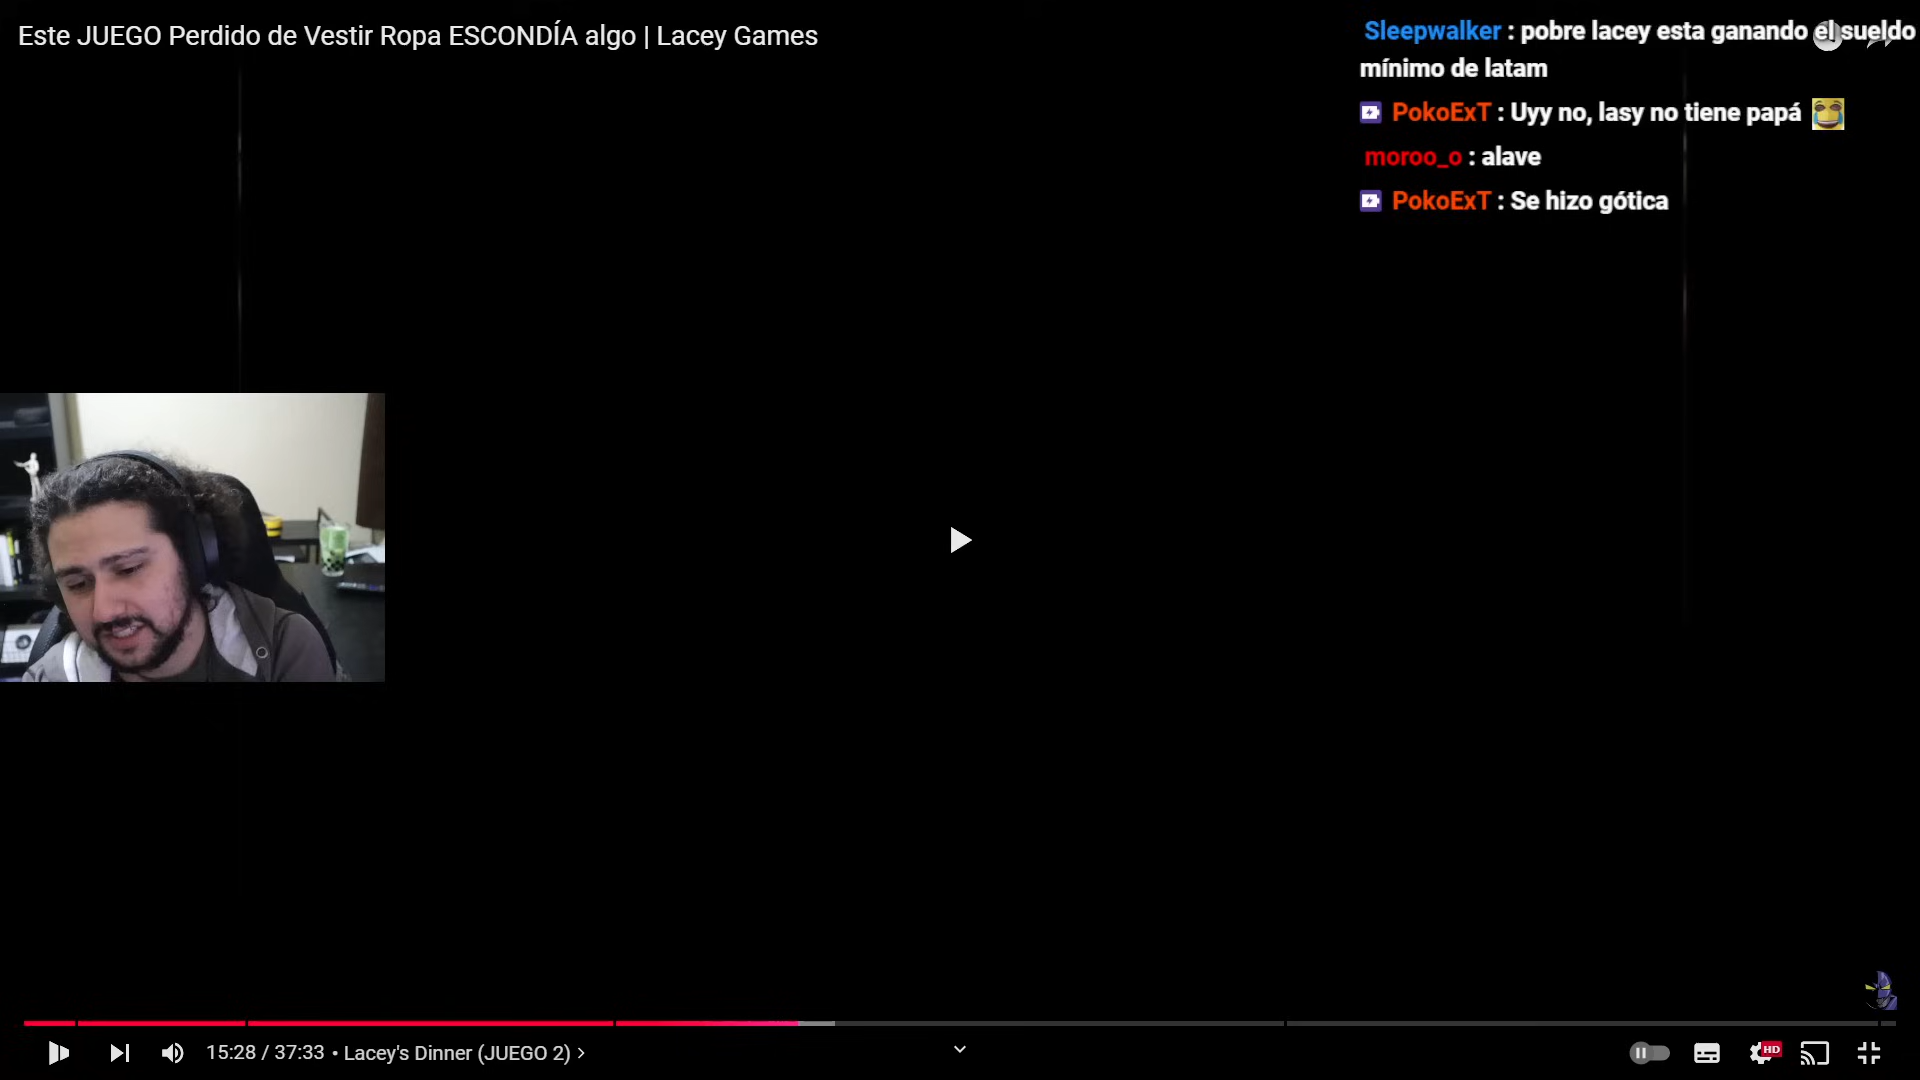 Este JUEGO Perdido de Vestir Ropa ESCONDÍA algo | Lacey Games
Sleepwalker : pobre lacey esta ganando el sueldo
mínimo de latam
PokoExT : Uyy no, lasy no tiene papá
moroo_o : alave
PokoExT : Se hizo gótica
15:28 / 37:33 • Lacey's Dinner (JUEGO 2)
HD